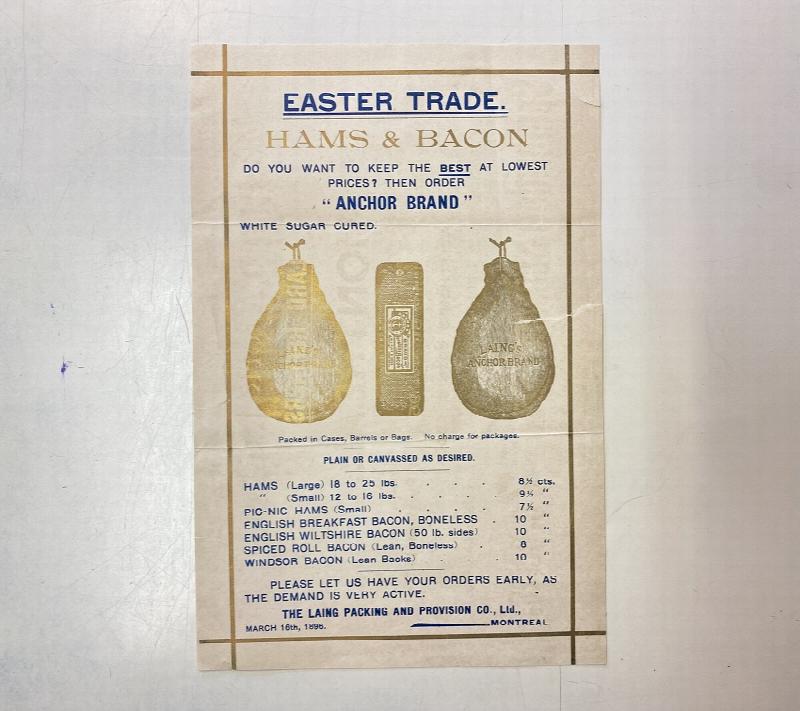 EASTER TRADE.
HAMS & BACON
DO YOU WANT TO KEEP THE BEST AT LOWEST
PRICES? THEN ORDER
"ANCHOR BRAND"
WHITE SUGAR CURED.
LAING'S
ANCHOR BRAND
LAING'S
ANCHOR BRAND
Packed in Cases, Barrels or Bags. No charge for packages.
PLAIN OR CANVASSED AS DESIRED.
HAMS (Large) 18 to 25 lbs. . . . 8½ cts.
" (Small) 12 to 16 lbs. . . . "
PIC-NIC HAMS (Small) . . . 7½ "
ENGLISH BREAKFAST BACON, BONELESS . 10 "
ENGLISH WILTSHIRE BACON (50 lb. sides) 10 "
SPICED ROLL BACON (Lean, Boneless) . 8 "
WINDSOR BACON (Lean Backs) . . 10 "
PLEASE LET US HAVE YOUR ORDERS EARLY, AS
THE DEMAND IS VERY ACTIVE.
THE LAING PACKING AND PROVISION CO., Ltd.,
MARCH 16th, MONTREAL